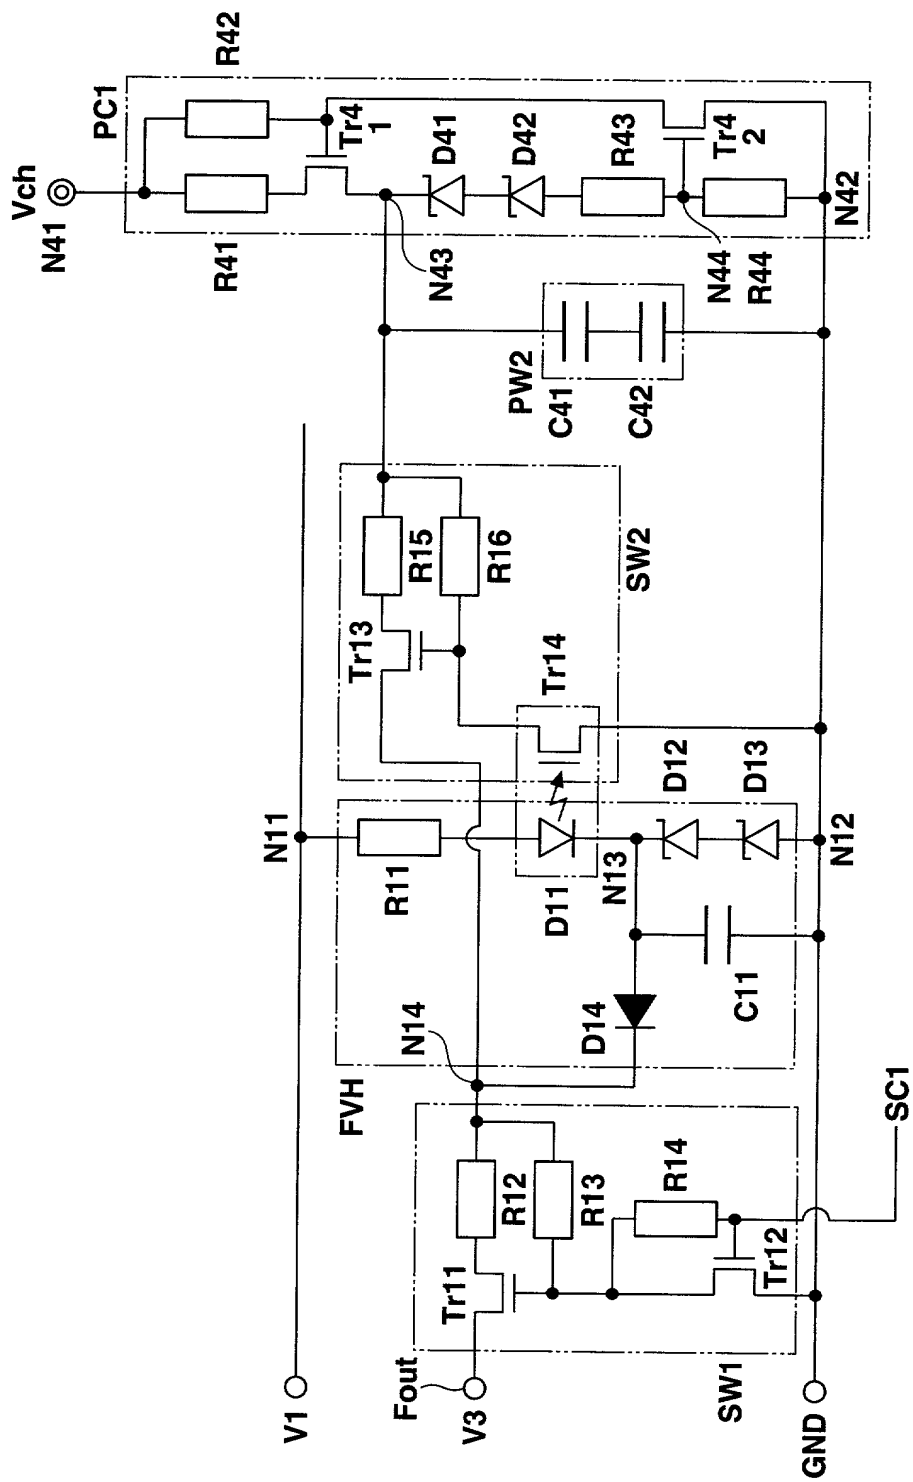 Vch
N41
PC1
R42
R41
Tr4
1
N43
D41
D42
R43
Tr4
2
N44
R44
N42
PW2
C41
C42
SW2
R15
R16
Tr13
Tr14
N11
R11
D11
N13
D12
D13
N12
FVH
N14
D14
C11
R12
R13
R14
Tr11
Tr12
SW1
SC1
V1
Fout
V3
GND